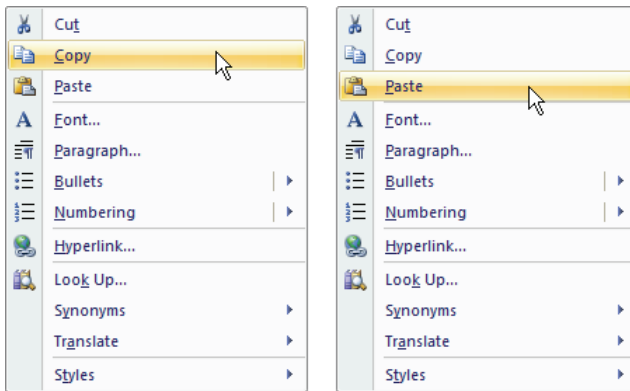 Cut
Copy
Paste
Font...
Paragraph...
Bullets
Numbering
Hyperlink...
Look Up...
Synonyms
Translate
Styles
Cut
Copy
Paste
Font...
Paragraph...
Bullets
Numbering
Hyperlink...
Look Up...
Synonyms
Translate
Styles